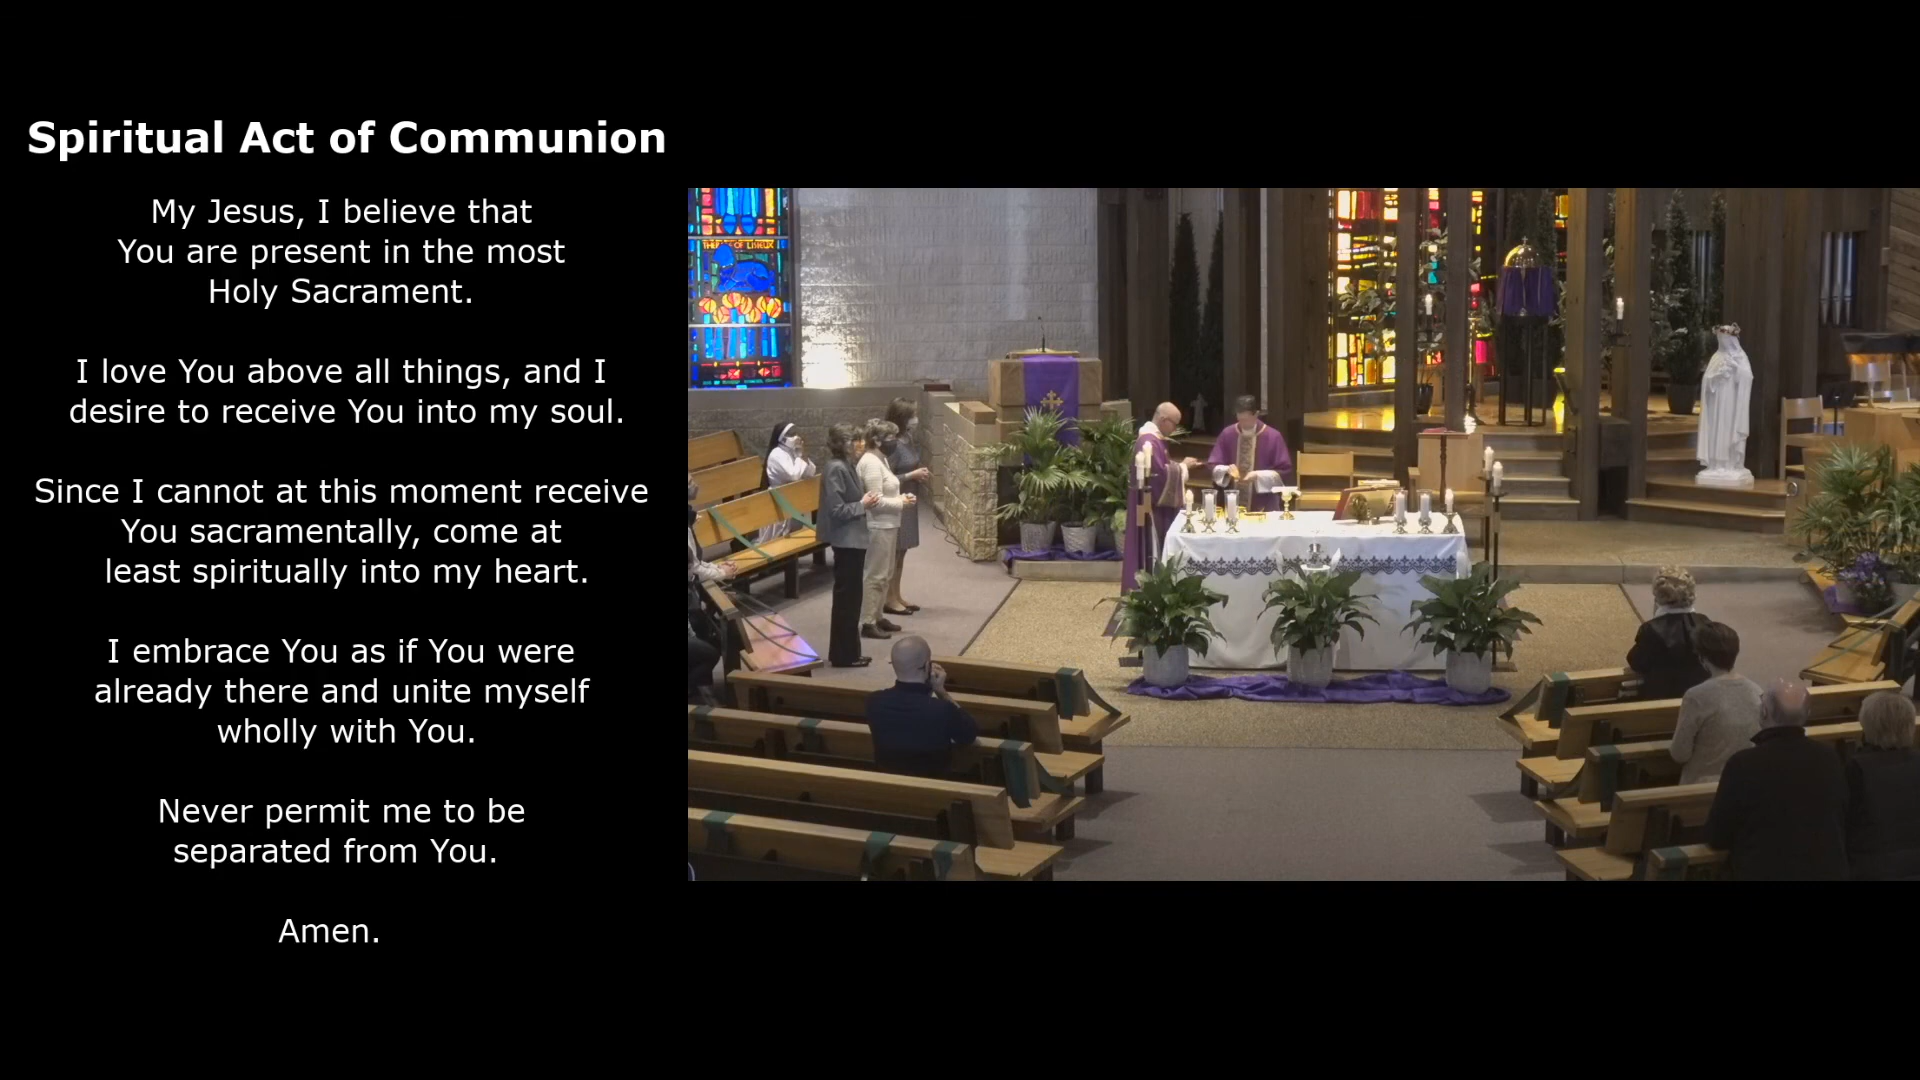 Spiritual Act of Communion
My Jesus, I believe that
You are present in the most
Holy Sacrament.
I love You above all things, and I
desire to receive You into my soul.
Since I cannot at this moment receive
You sacramentally, come at
least spiritually into my heart.
I embrace You as if You were
already there and unite myself
wholly with You.
Never permit me to be
separated from You.
Amen.
THERESE OF LISIEUX